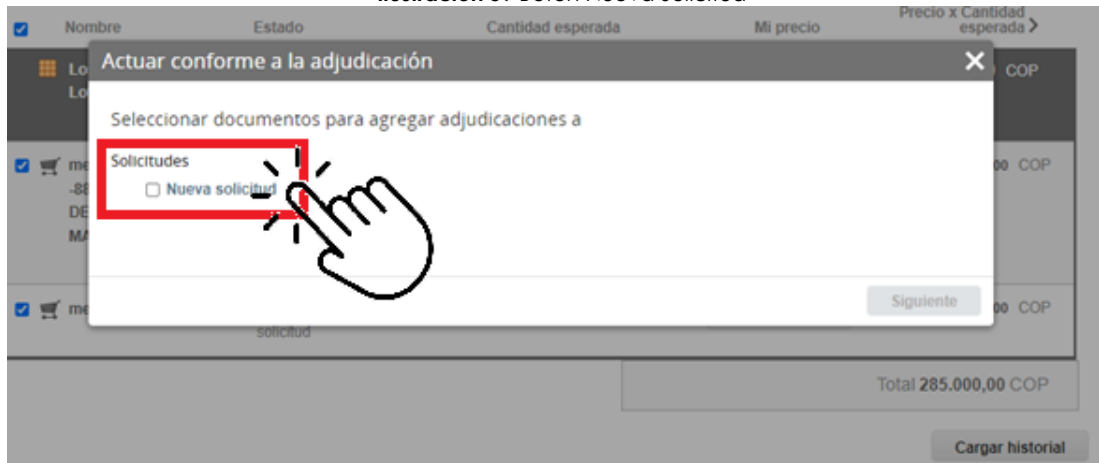 Nombre Estado Cantidad esperada Mi precio Precio x Cantidad
esperada >
Actuar conforme a la adjudicación
COP
Seleccionar documentos para agregar adjudicaciones a
Solicitudes
Nueva solicitud
00 COP
-88
DE
Siguiente
00 COP
solicitud
Total 285.000,00 COP
Cargar historial